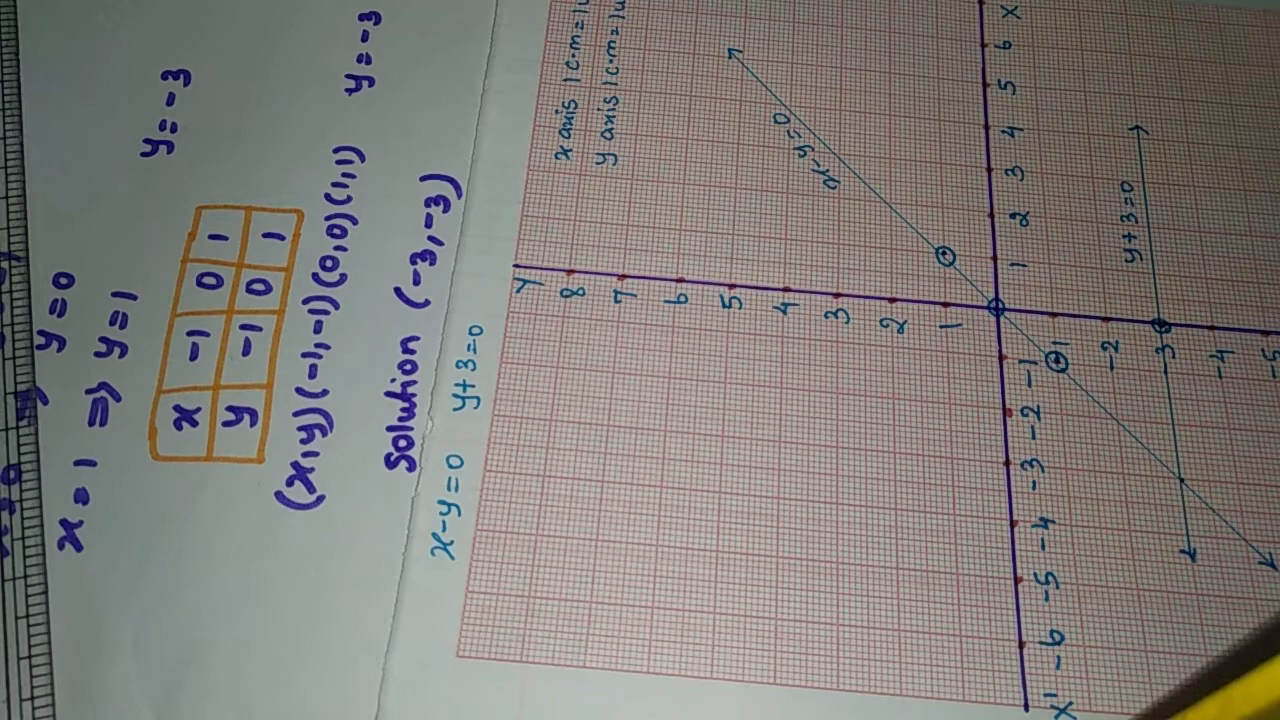 y = 0
x = 1 ⇒ y = 1
y = -3
x -1 0 1
y -1 0 1
(x,y) (-1,-1) (0,0) (1,1) y = -3
Solution (-3,-3)
x-y=0 y+3=0
x axis 1 c.m = 1u
y axis 1 c.m = 1u
Y
8
7
6
5
4
3
2
1
x-y=0
X' -6 -5 -4 -3 -2 -1 1 2 3 4 5 6 X
-1
-2
y+3=0
-3
-4
-5